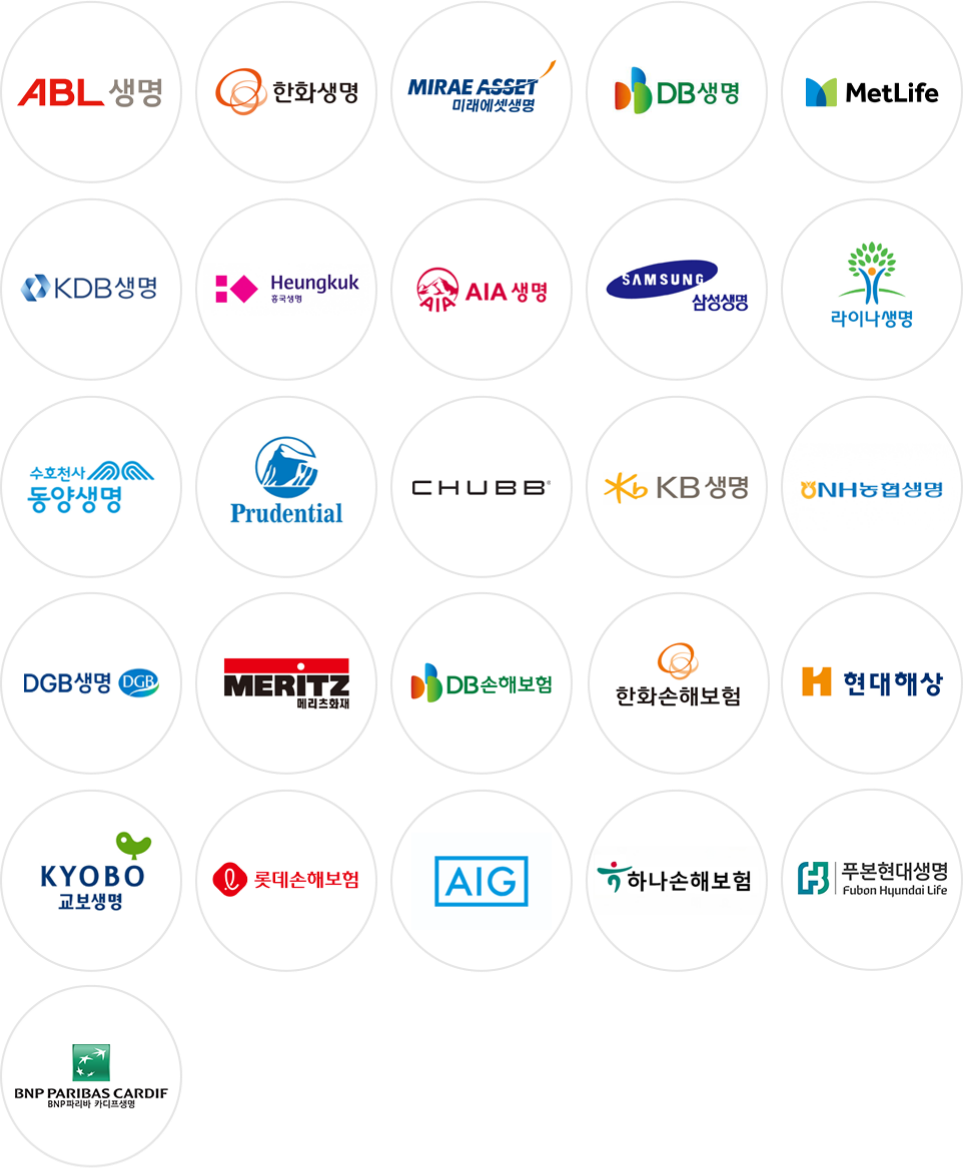 ABL 생명
한화생명
MIRAE ASSET
미래에셋생명
DB생명
MetLife
KDB생명
Heungkuk
흥국생명
AIA
AIA 생명
SAMSUNG
삼성생명
라이나생명
수호천사
동양생명
Prudential
CHUBB®
Kb KB 생명
NH농협생명
DGB생명 DGB
MERITZ
메리츠화재
DB손해보험
한화손해보험
H 현대해상
KYOBO
교보생명
롯데손해보험
AIG
하나손해보험
푸본현대생명
Fubon Hyundai Life
BNP PARIBAS CARDIF
BNP파리바 카디프생명